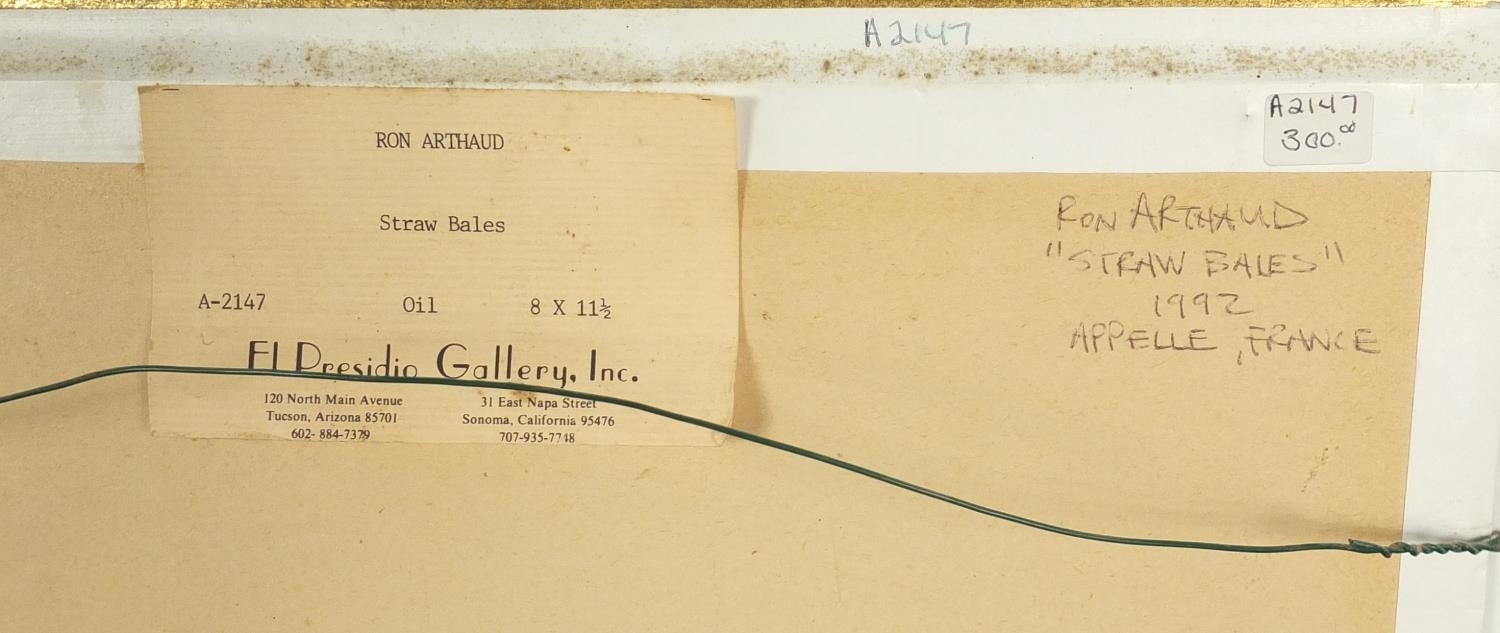 A2147
A2147
300.00
RON ARTHAUD
Straw Bales
A-2147 Oil 8 X 11½
El Presidio Gallery, Inc.
120 North Main Avenue
Tucson, Arizona 85701
602- 884-7379
31 East Napa Street
Sonoma, California 95476
707-935-7748
RON ARTHAUD
"STRAW BALES"
1992
APPELLE, FRANCE